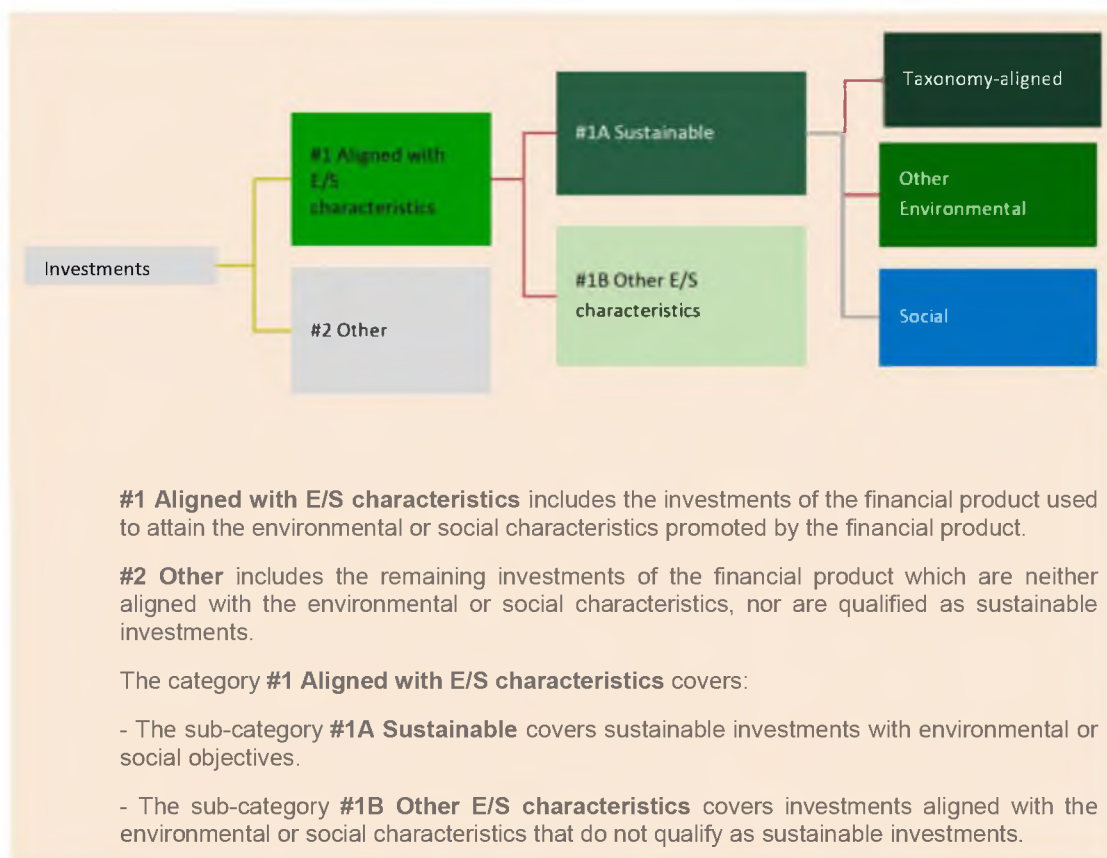 Taxonomy-aligned
#1A Sustainable
#1 Aligned with
E/S
characteristics
Other
Environmental
Investments
#1B Other E/S
characteristics
#2 Other
Social
#1 Aligned with E/S characteristics includes the investments of the financial product used
to attain the environmental or social characteristics promoted by the financial product.
#2 Other includes the remaining investments of the financial product which are neither
aligned with the environmental or social characteristics, nor are qualified as sustainable
investments.
The category #1 Aligned with E/S characteristics covers:
- The sub-category #1A Sustainable covers sustainable investments with environmental or
social objectives.
- The sub-category #1B Other E/S characteristics covers investments aligned with the
environmental or social characteristics that do not qualify as sustainable investments.